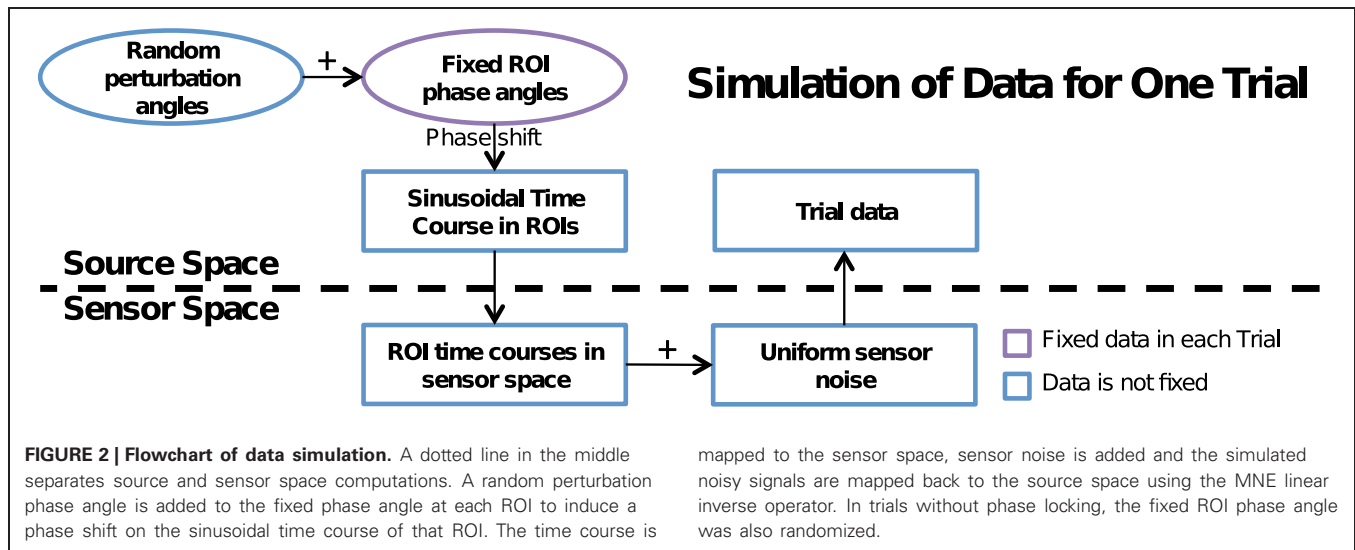 Random
perturbation
angles
+
Fixed ROI
phase angles
Simulation of Data for One Trial
Phase shift
Sinusoidal Time
Course in ROIs
Trial data
Source Space
Sensor Space
ROI time courses in
sensor space
+
Uniform sensor
noise
Fixed data in each Trial
Data is not fixed
FIGURE 2 | Flowchart of data simulation. A dotted line in the middle
separates source and sensor space computations. A random perturbation
phase angle is added to the fixed phase angle at each ROI to induce a
phase shift on the sinusoidal time course of that ROI. The time course is
mapped to the sensor space, sensor noise is added and the simulated
noisy signals are mapped back to the source space using the MNE linear
inverse operator. In trials without phase locking, the fixed ROI phase angle
was also randomized.